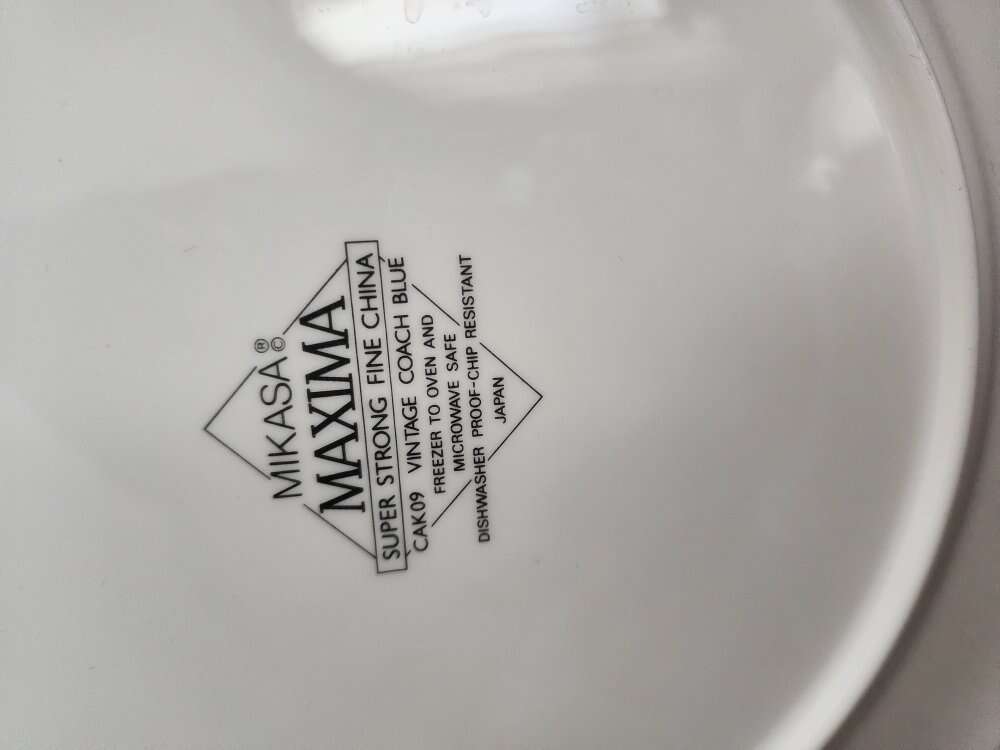 MIKASA®©
MAXIMA
SUPER STRONG FINE CHINA
CAK09 VINTAGE COACH BLUE
FREEZER TO OVEN AND
MICROWAVE SAFE
DISHWASHER PROOF-CHIP RESISTANT
JAPAN